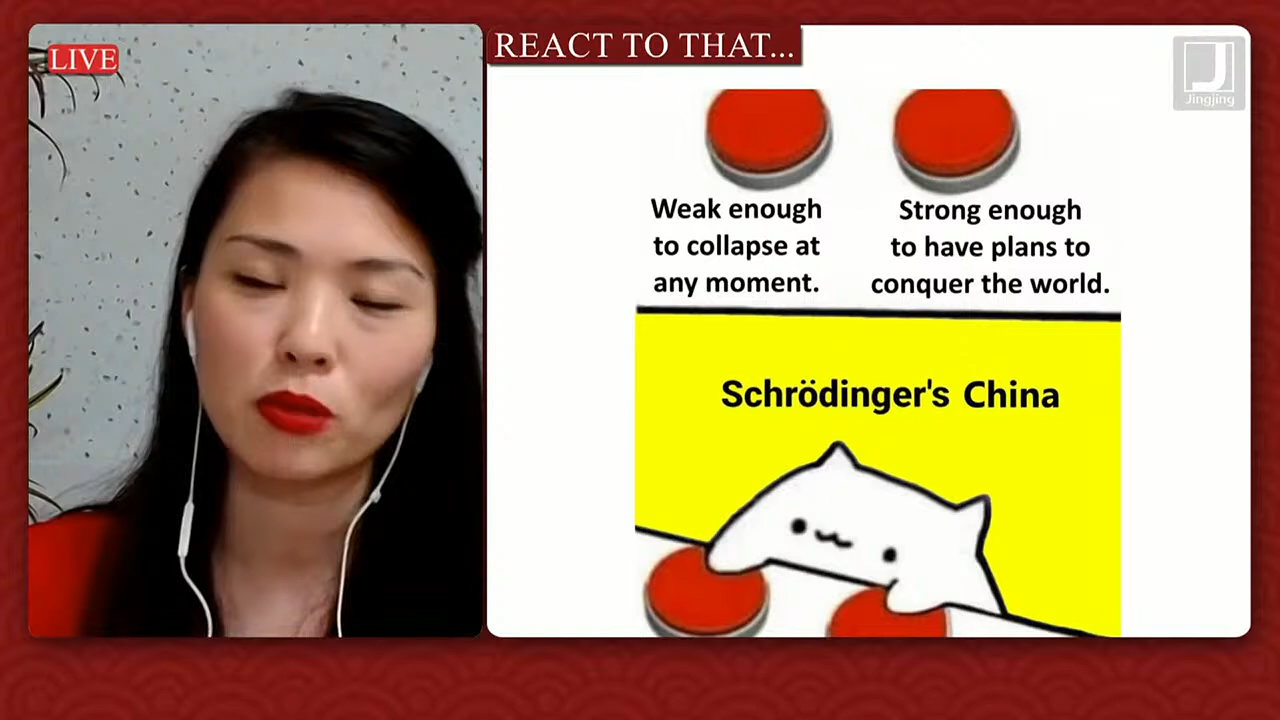 LIVE
REACT TO THAT...
Jingjing
Weak enough
to collapse at
any moment.
Strong enough
to have plans to
conquer the world.
Schrödinger's China